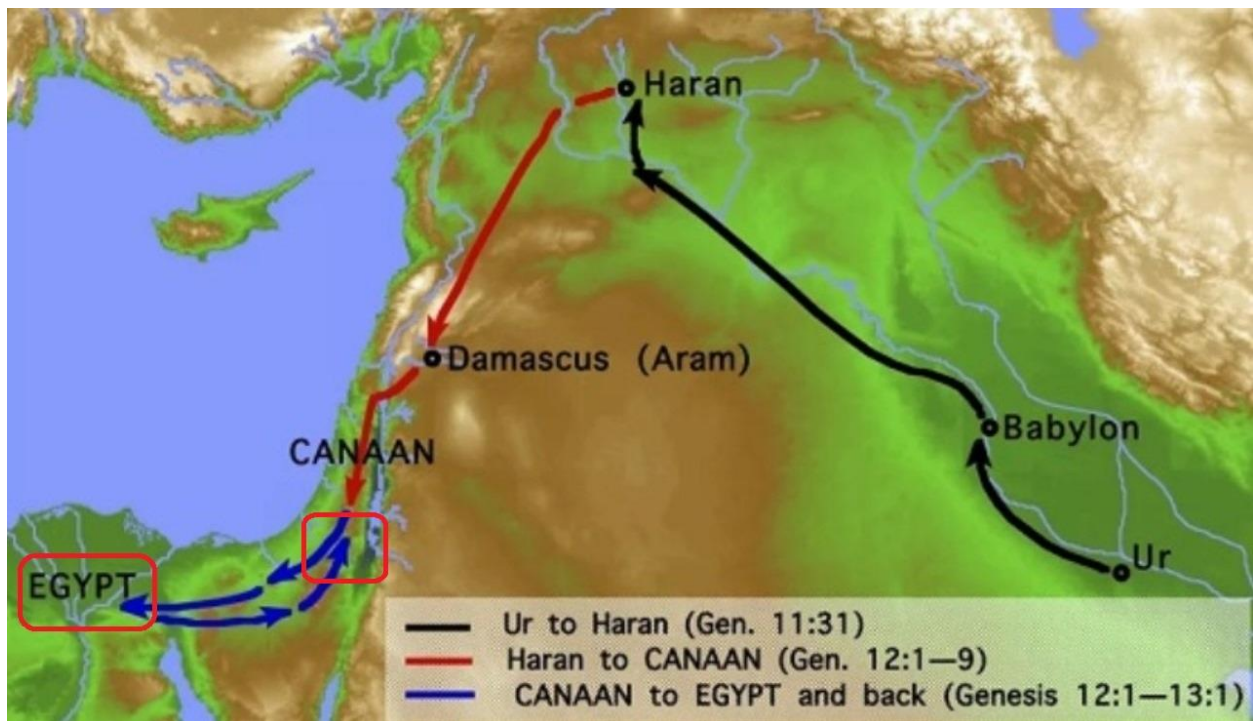 Haran
Damascus (Aram)
CANAAN
Babylon
Ur
EGYPT
Ur to Haran (Gen. 11:31)
Haran to CANAAN (Gen. 12:1—9)
CANAAN to EGYPT and back (Genesis 12:1—13:1)